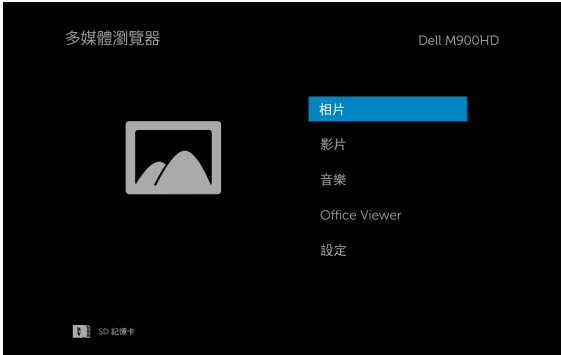 多媒體瀏覽器
Dell M900HD
相片
影片
音樂
Office Viewer
設定
SD 記憶卡